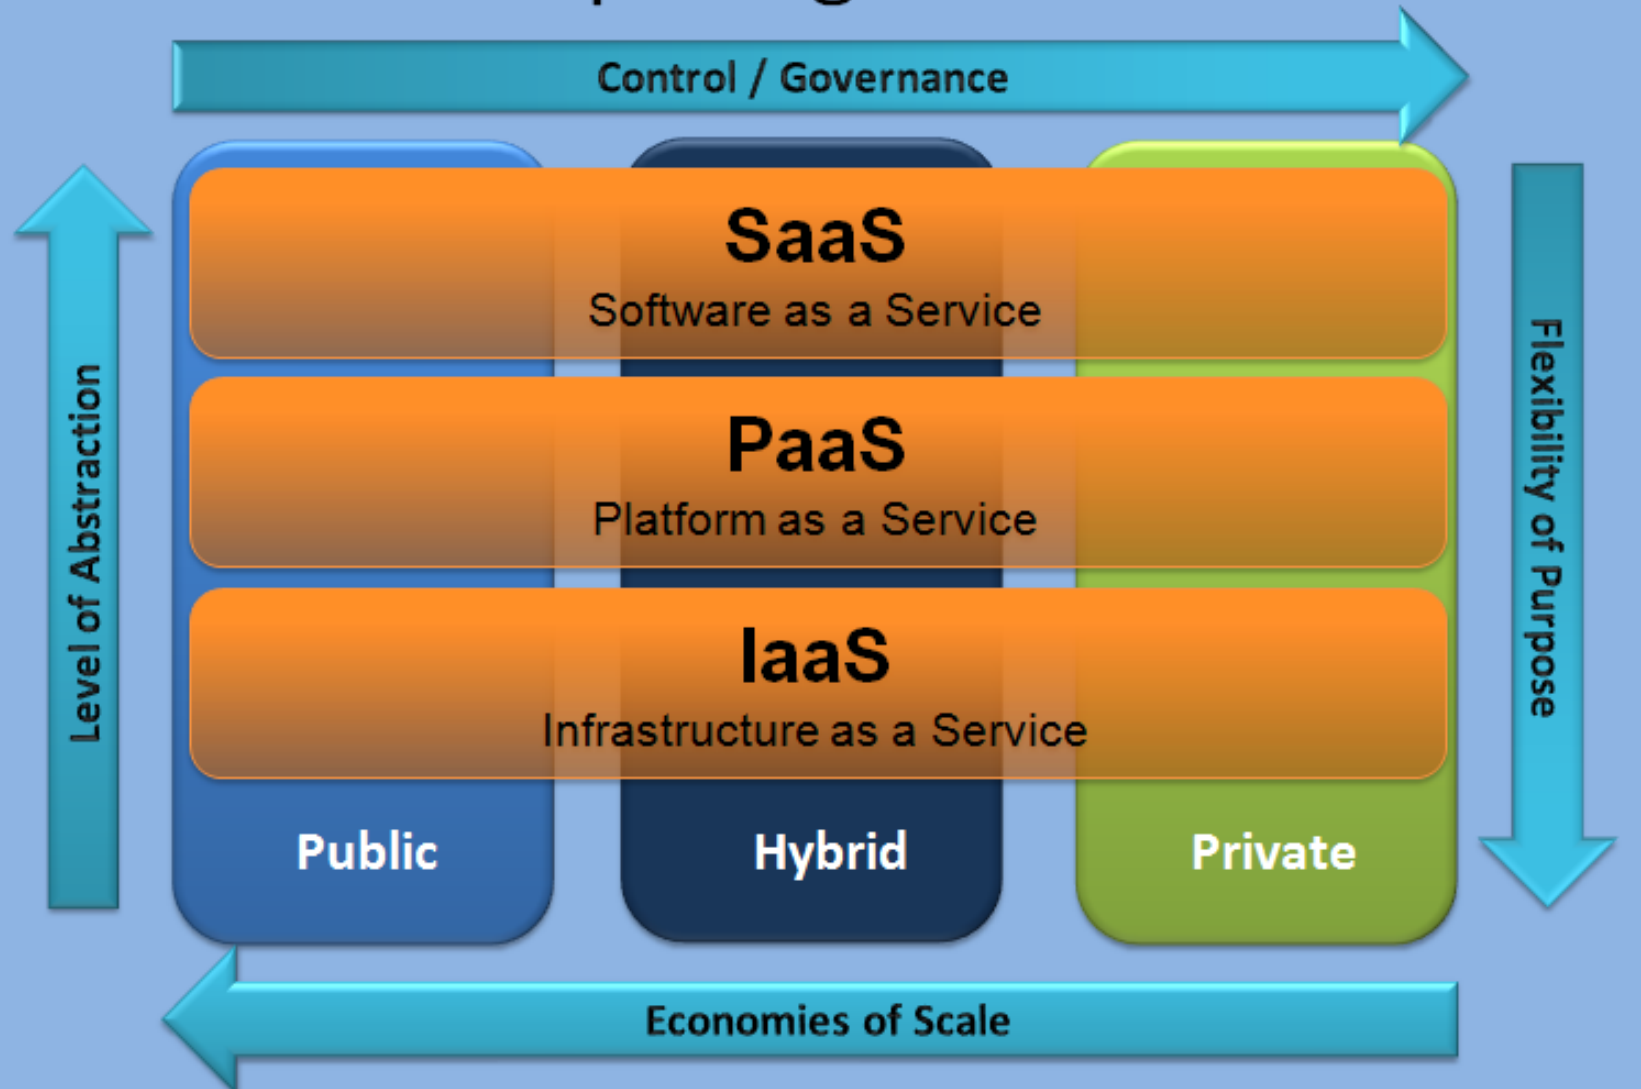 Control / Governance
Level of Abstraction
SaaS
Software as a Service
PaaS
Platform as a Service
IaaS
Infrastructure as a Service
Flexibility of Purpose
Public
Hybrid
Private
Economies of Scale